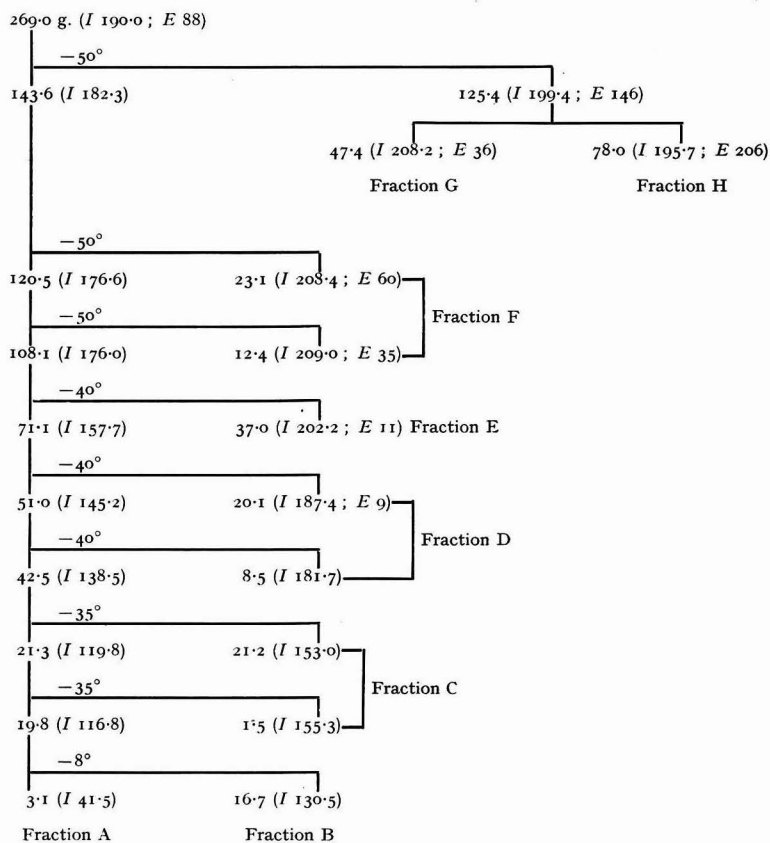 269·0 g. (I 190·0 ; E 88)
−50°
143·6 (I 182·3) 125·4 (I 199·4 ; E 146)
47·4 (I 208·2 ; E 36) 78·0 (I 195·7 ; E 206)
Fraction G Fraction H
−50°
120·5 (I 176·6) 23·1 (I 208·4 ; E 60)
Fraction F
−50°
108·1 (I 176·0) 12·4 (I 209·0 ; E 35)
−40°
71·1 (I 157·7) 37·0 (I 202·2 ; E 11) Fraction E
−40°
51·0 (I 145·2) 20·1 (I 187·4 ; E 9)
Fraction D
−40°
42·5 (I 138·5) 8·5 (I 181·7)
−35°
21·3 (I 119·8) 21·2 (I 153·0)
Fraction C
−35°
19·8 (I 116·8) 1·5 (I 155·3)
−8°
3·1 (I 41·5) 16·7 (I 130·5)
Fraction A Fraction B